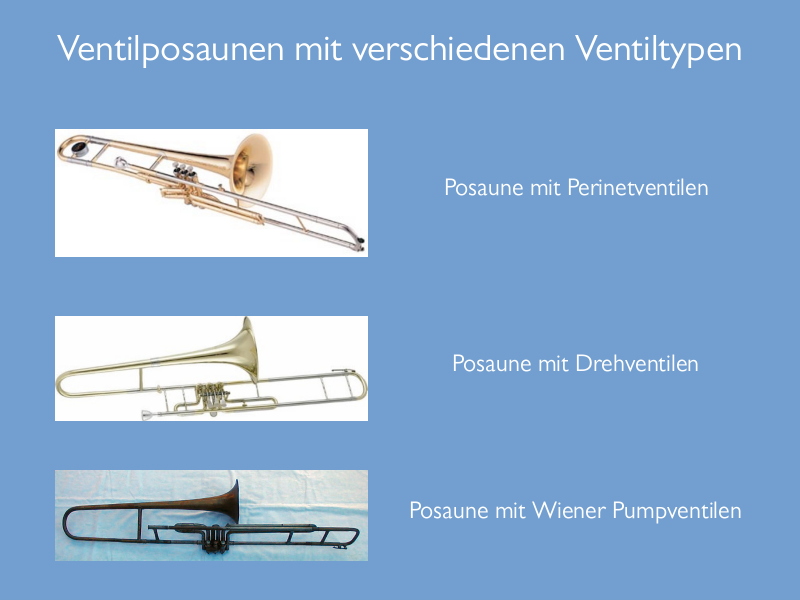 Ventilposaunen mit verschiedenen Ventiltypen
Posaune mit Perinetventilen
Posaune mit Drehventilen
Posaune mit Wiener Pumpventilen